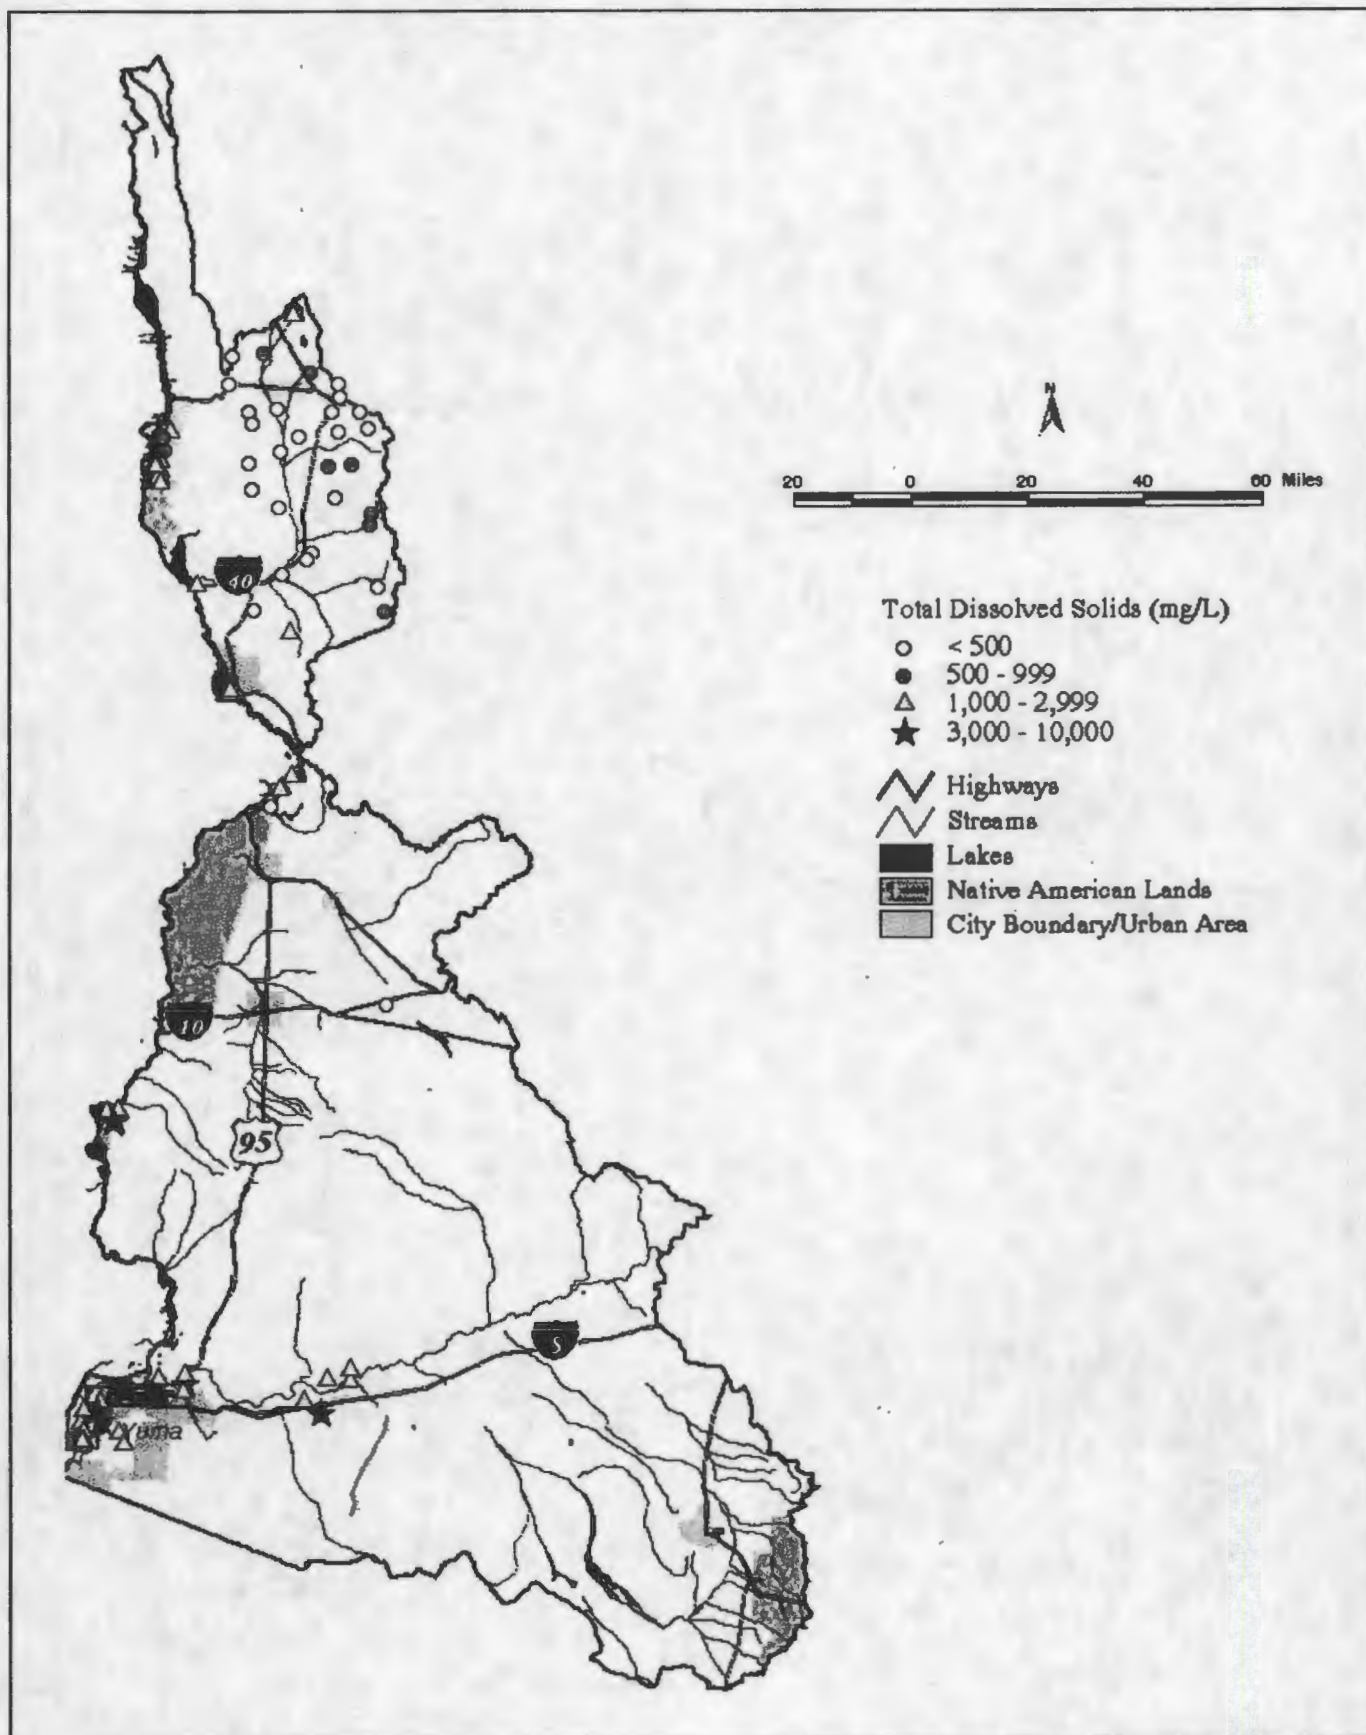 N
20 0 20 40 60 Miles
Total Dissolved Solids (mg/L)
< 500
500 - 999
1,000 - 2,999
3,000 - 10,000
Highways
Streams
Lakes
Native American Lands
City Boundary/Urban Area
40
10
95
Yuma